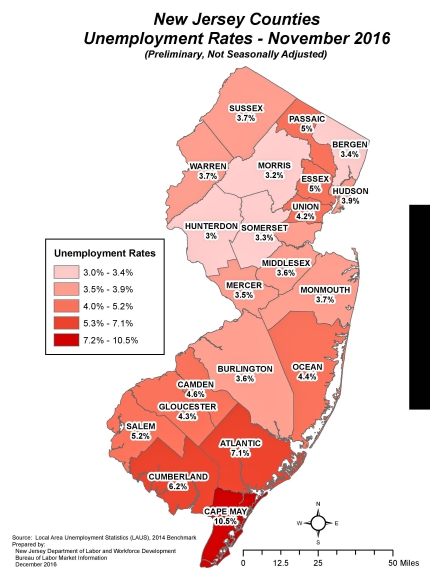 New Jersey Counties
Unemployment Rates - November 2016
(Preliminary, Not Seasonally Adjusted)
SUSSEX
3.7%
PASSAIC
5%
BERGEN
3.4%
WARREN
3.7%
MORRIS
3.2%
ESSEX
5%
HUDSON
3.9%
UNION
4.2%
HUNTERDON
3%
SOMERSET
3.3%
MIDDLESEX
3.6%
MERCER
3.5%
MONMOUTH
3.7%
Unemployment Rates
3.0% - 3.4%
3.5% - 3.9%
4.0% - 5.2%
5.3% - 7.1%
7.2% - 10.5%
BURLINGTON
3.6%
OCEAN
4.4%
CAMDEN
4.6%
GLOUCESTER
4.3%
SALEM
5.2%
ATLANTIC
7.1%
CUMBERLAND
6.2%
CAPE MAY
10.5%
N
W
E
S
Source: Local Area Unemployment Statistics (LAUS), 2014 Benchmark
Prepared by:
New Jersey Department of Labor and Workforce Development
Bureau of Labor Market Information
December 2016
0 12.5 25 50 Miles